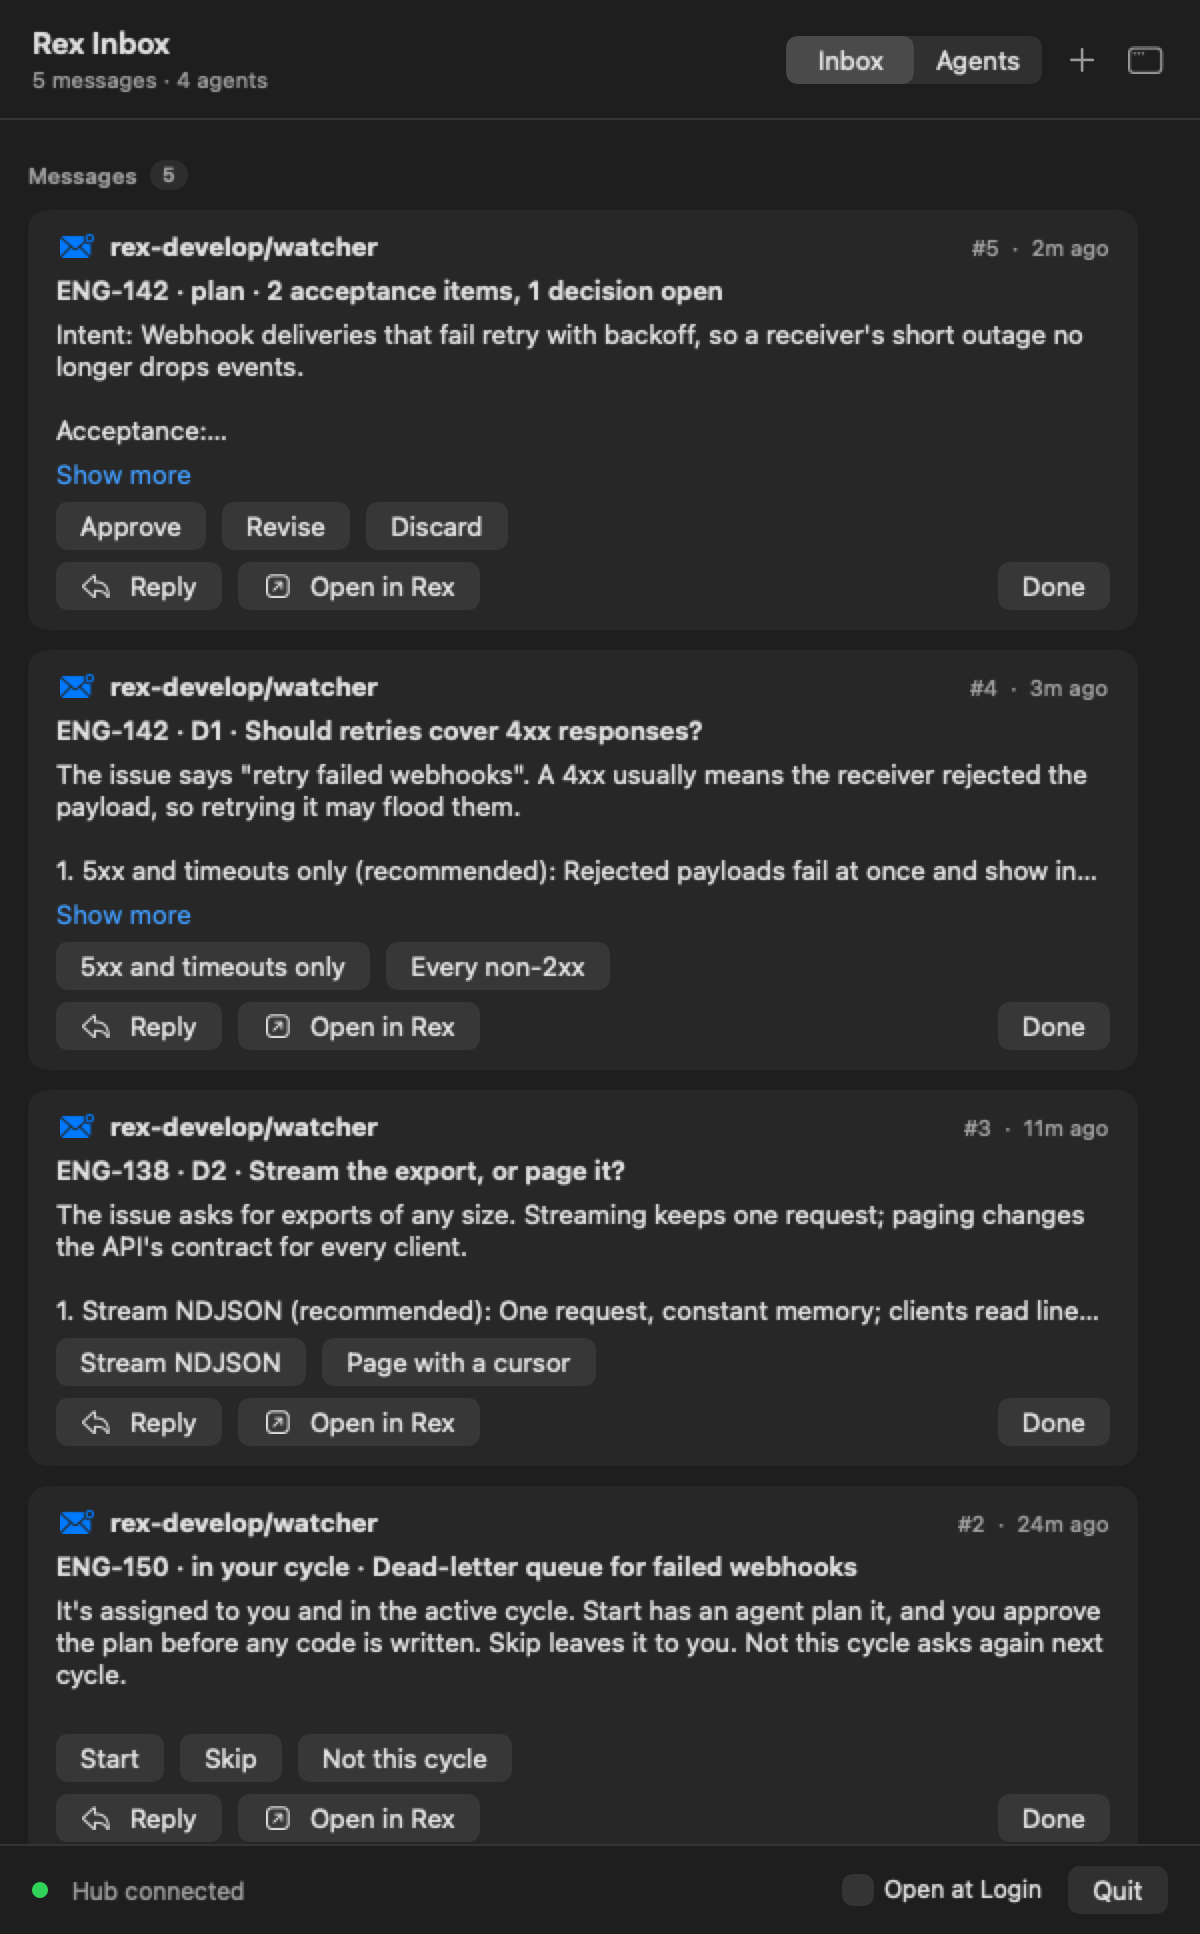 Rex Inbox
5 messages · 4 agents
Inbox
Agents
Messages 5
rex-develop/watcher
#5 · 2m ago
ENG-142 · plan · 2 acceptance items, 1 decision open
Intent: Webhook deliveries that fail retry with backoff, so a receiver's short outage no
longer drops events.
Acceptance:...
Show more
Approve
Revise
Discard
Reply
Open in Rex
Done
rex-develop/watcher
#4 · 3m ago
ENG-142 · D1 · Should retries cover 4xx responses?
The issue says "retry failed webhooks". A 4xx usually means the receiver rejected the
payload, so retrying it may flood them.
1. 5xx and timeouts only (recommended): Rejected payloads fail at once and show in...
Show more
5xx and timeouts only
Every non-2xx
Reply
Open in Rex
Done
rex-develop/watcher
#3 · 11m ago
ENG-138 · D2 · Stream the export, or page it?
The issue asks for exports of any size. Streaming keeps one request; paging changes
the API's contract for every client.
1. Stream NDJSON (recommended): One request, constant memory; clients read line...
Stream NDJSON
Page with a cursor
Reply
Open in Rex
Done
rex-develop/watcher
#2 · 24m ago
ENG-150 · in your cycle · Dead-letter queue for failed webhooks
It's assigned to you and in the active cycle. Start has an agent plan it, and you approve
the plan before any code is written. Skip leaves it to you. Not this cycle asks again next
cycle.
Start
Skip
Not this cycle
Reply
Open in Rex
Done
Hub connected
Open at Login
Quit